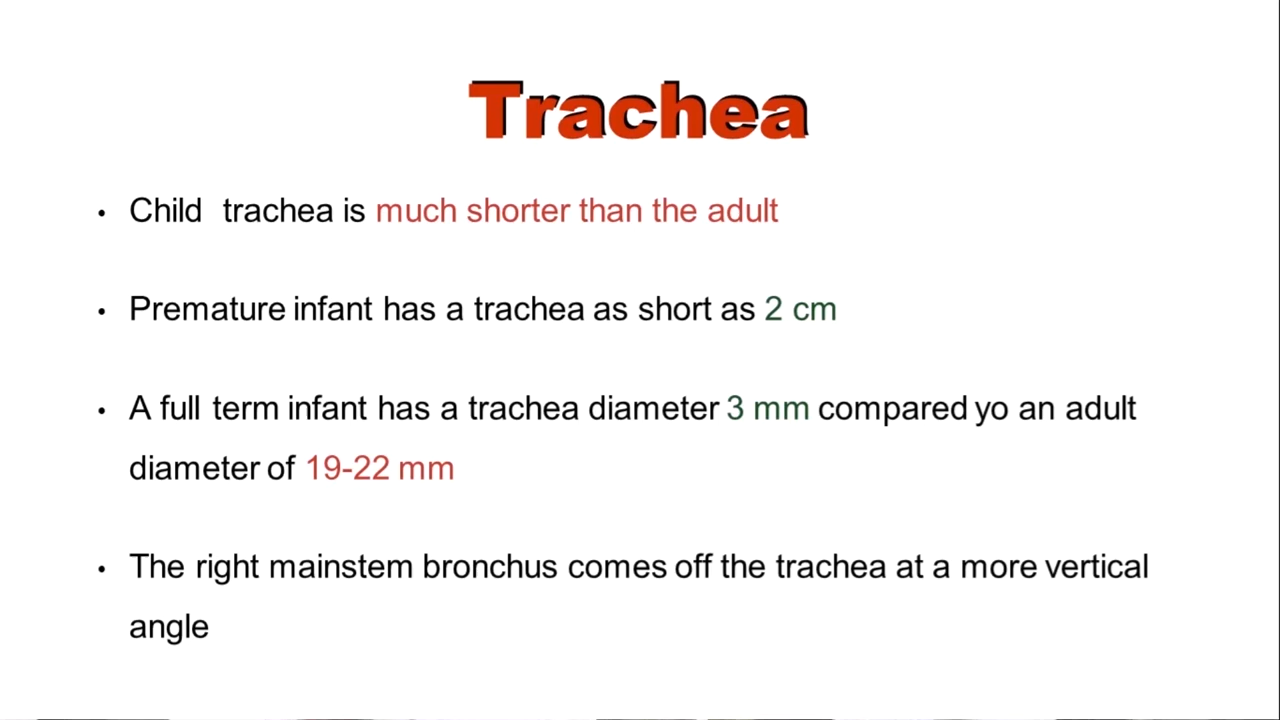 Trachea
• Child trachea is much shorter than the adult
• Premature infant has a trachea as short as 2 cm
• A full term infant has a trachea diameter 3 mm compared yo an adult
diameter of 19-22 mm
• The right mainstem bronchus comes off the trachea at a more vertical
angle